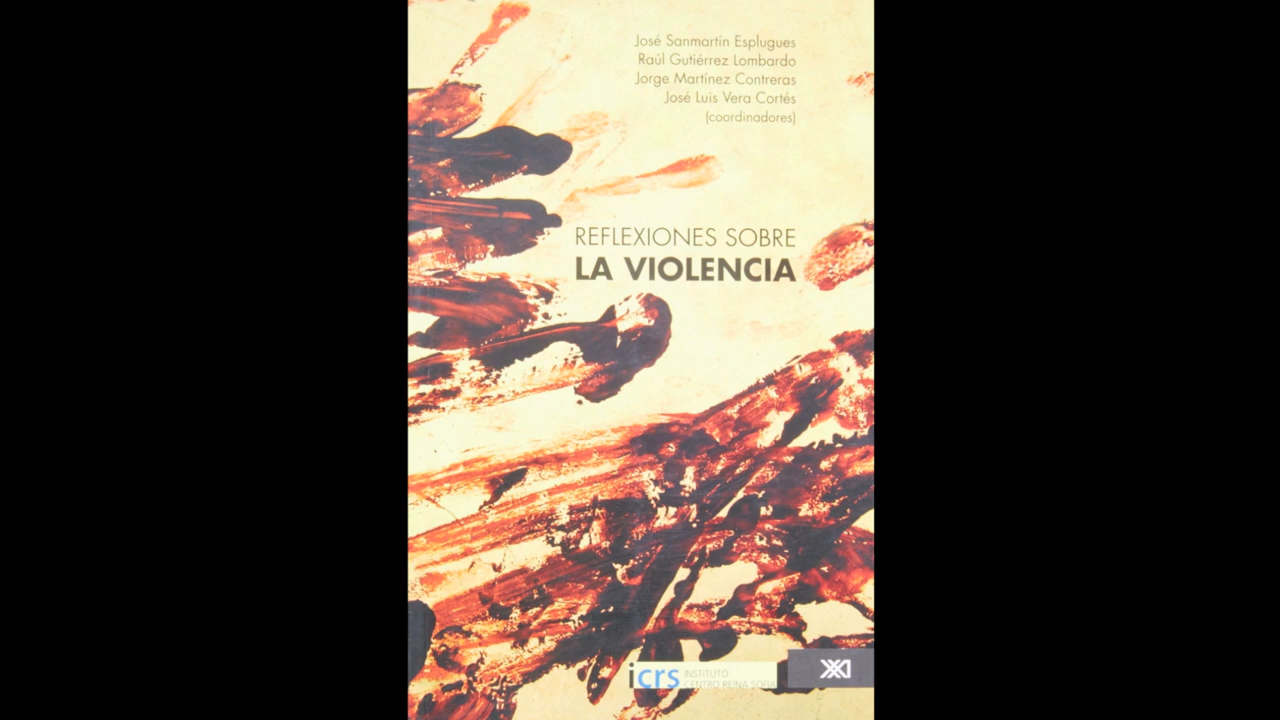 José Sanmartín Esplugues
Raúl Gutiérrez Lombardo
Jorge Martínez Contreras
José Luis Vera Cortés
(coordinadores)
REFLEXIONES SOBRE
LA VIOLENCIA
icrs
INSTITUTO
CENTRO REINA SOFÍA
XXI